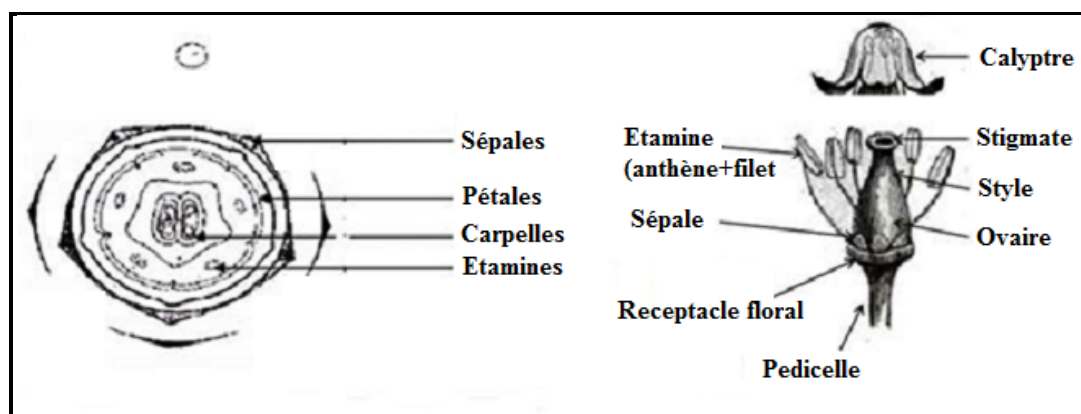 Sépales
Pétales
Carpelles
Etamines
Calyptre
Etamine
(anthène+filet
Stigmate
Style
Sépale
Ovaire
Receptacle floral
Pedicelle